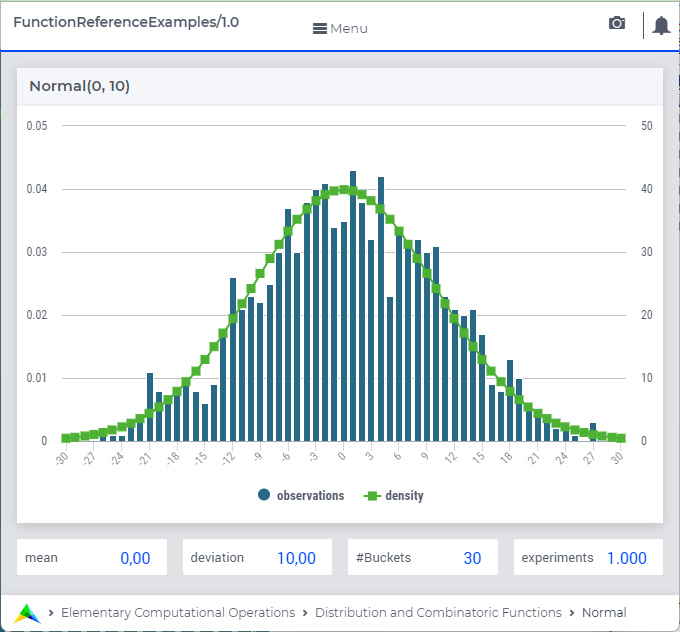 FunctionReferenceExamples/1.0
Menu
Normal(0, 10)
0.05 50
0.04 40
0.03 30
0.02 20
0.01 10
0 0
-30 -27 -24 -21 -18 -15 -12 -9 -6 -3 0 3 6 9 12 15 18 21 24 27 30
observations density
mean 0,00 deviation 10,00 #Buckets 30 experiments 1.000
Elementary Computational Operations > Distribution and Combinatoric Functions > Normal